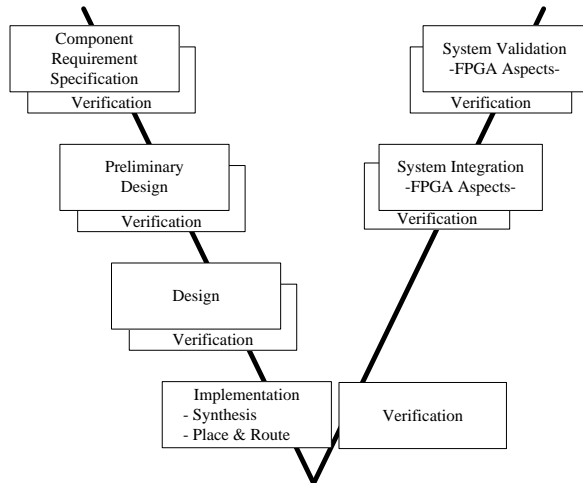 Component
Requirement
Specification
Verification
Preliminary
Design
Verification
Design
Verification
Implementation
- Synthesis
- Place & Route
Verification
System Integration
-FPGA Aspects-
Verification
System Validation
-FPGA Aspects-
Verification